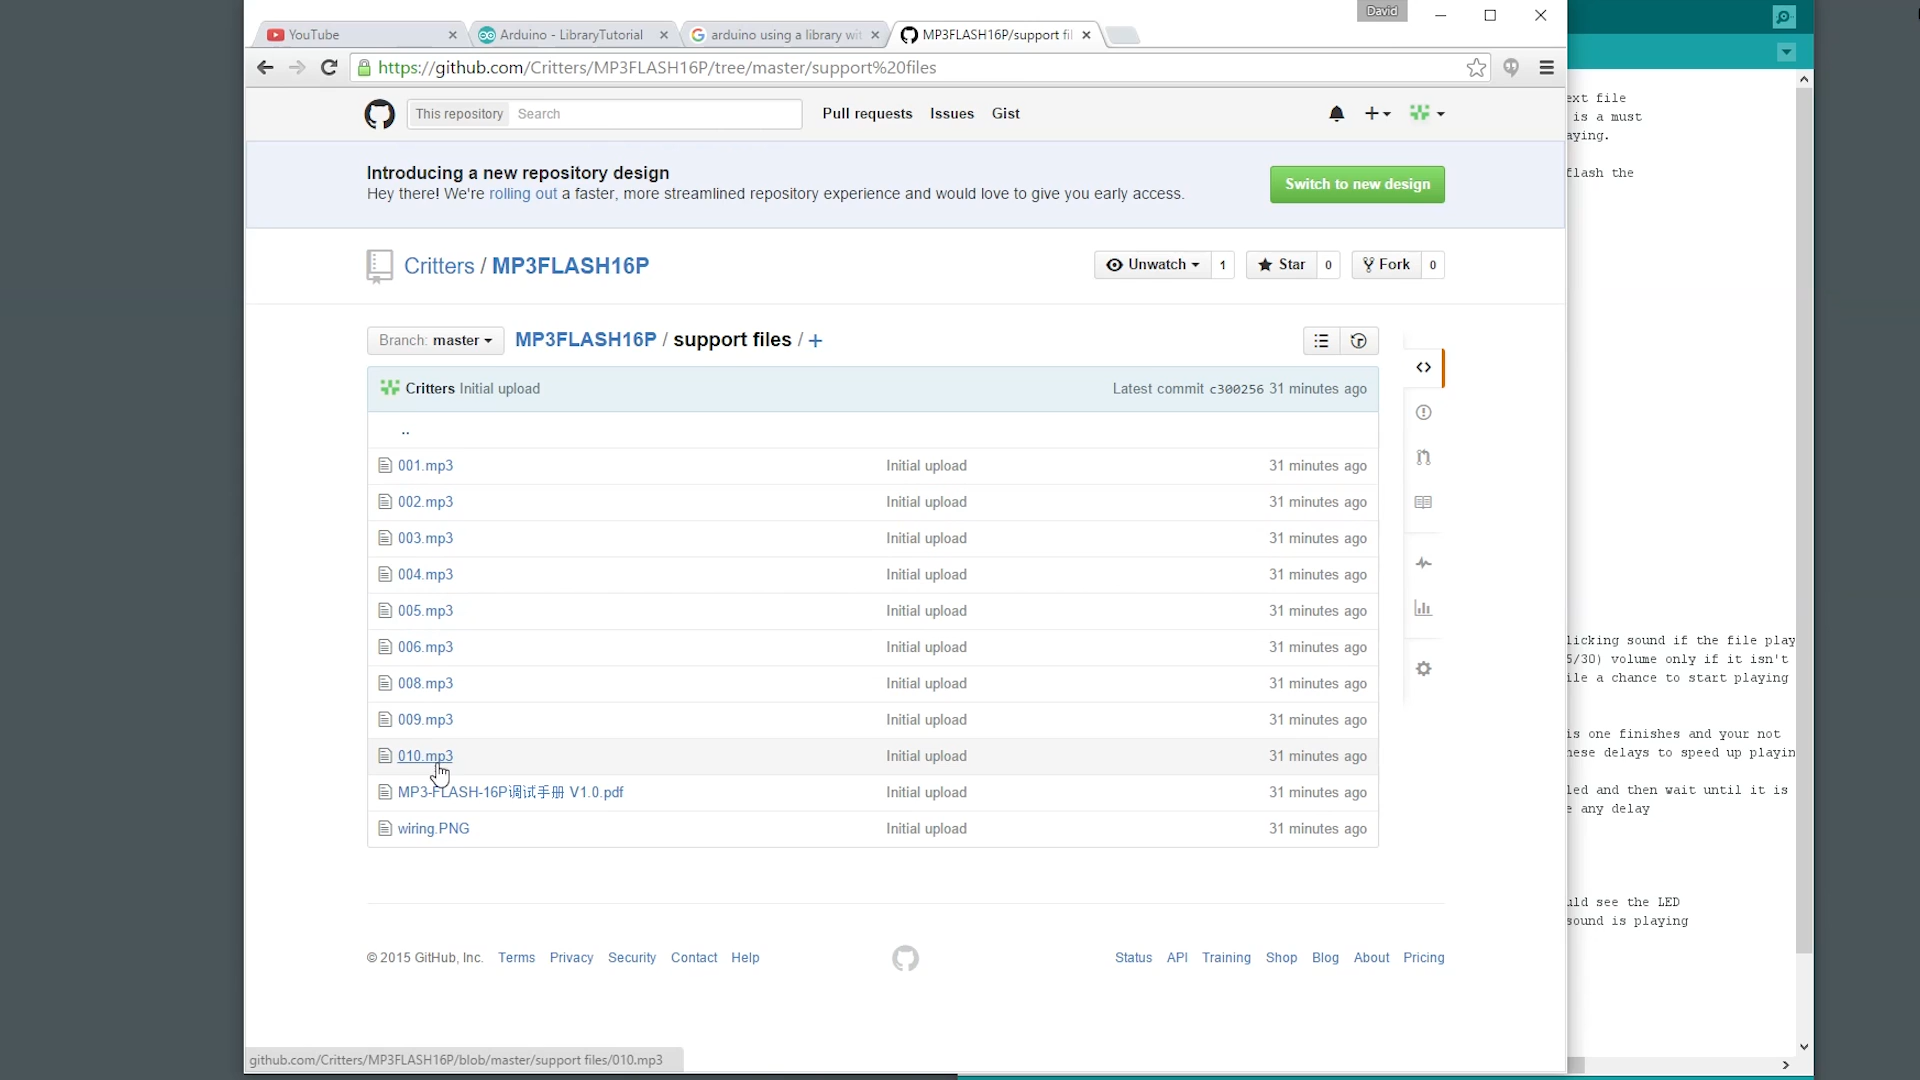 David
YouTube
Arduino - LibraryTutorial
arduino using a library wit
MP3FLASH16P/support fil
https://github.com/Critters/MP3FLASH16P/tree/master/support%20files
This repository Search
Pull requests Issues Gist
Introducing a new repository design
Hey there! We're rolling out a faster, more streamlined repository experience and would love to give you early access.
Switch to new design
Critters / MP3FLASH16P
Unwatch 1
Star 0
Fork 0
Branch: master
MP3FLASH16P / support files / +
Critters Initial upload
Latest commit c300256 31 minutes ago
..
001.mp3 Initial upload 31 minutes ago
002.mp3 Initial upload 31 minutes ago
003.mp3 Initial upload 31 minutes ago
004.mp3 Initial upload 31 minutes ago
005.mp3 Initial upload 31 minutes ago
006.mp3 Initial upload 31 minutes ago
008.mp3 Initial upload 31 minutes ago
009.mp3 Initial upload 31 minutes ago
010.mp3 Initial upload 31 minutes ago
MP3-FLASH-16P调试手册 V1.0.pdf Initial upload 31 minutes ago
wiring.PNG Initial upload 31 minutes ago
© 2015 GitHub, Inc. Terms Privacy Security Contact Help
Status API Training Shop Blog About Pricing
github.com/Critters/MP3FLASH16P/blob/master/support files/010.mp3
ext file
is a must
aying.
flash the
licking sound if the file play
5/30) volume only if it isn't
ile a chance to start playing
is one finishes and your not
hese delays to speed up playin
led and then wait until it is
e any delay
uld see the LED
sound is playing